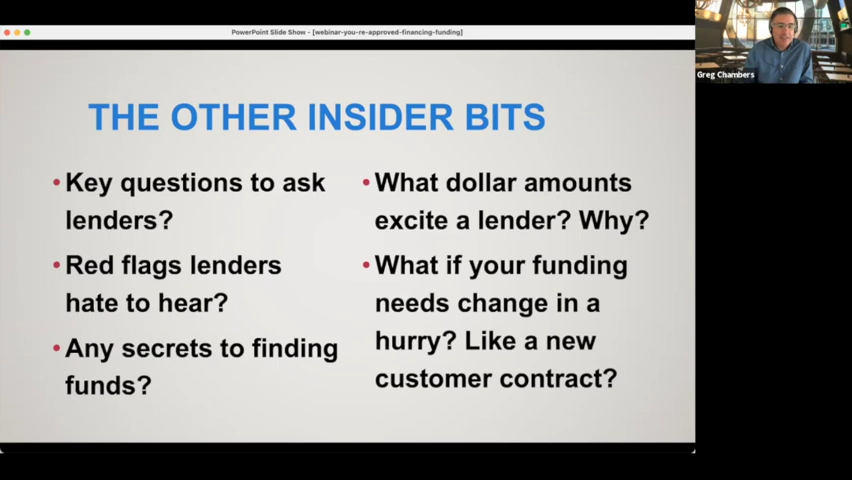 PowerPoint Slide Show - [webinar-you-re-approved-financing-funding]
Greg Chambers
THE OTHER INSIDER BITS
•Key questions to ask
lenders?
•Red flags lenders
hate to hear?
•Any secrets to finding
funds?
•What dollar amounts
excite a lender? Why?
•What if your funding
needs change in a
hurry? Like a new
customer contract?